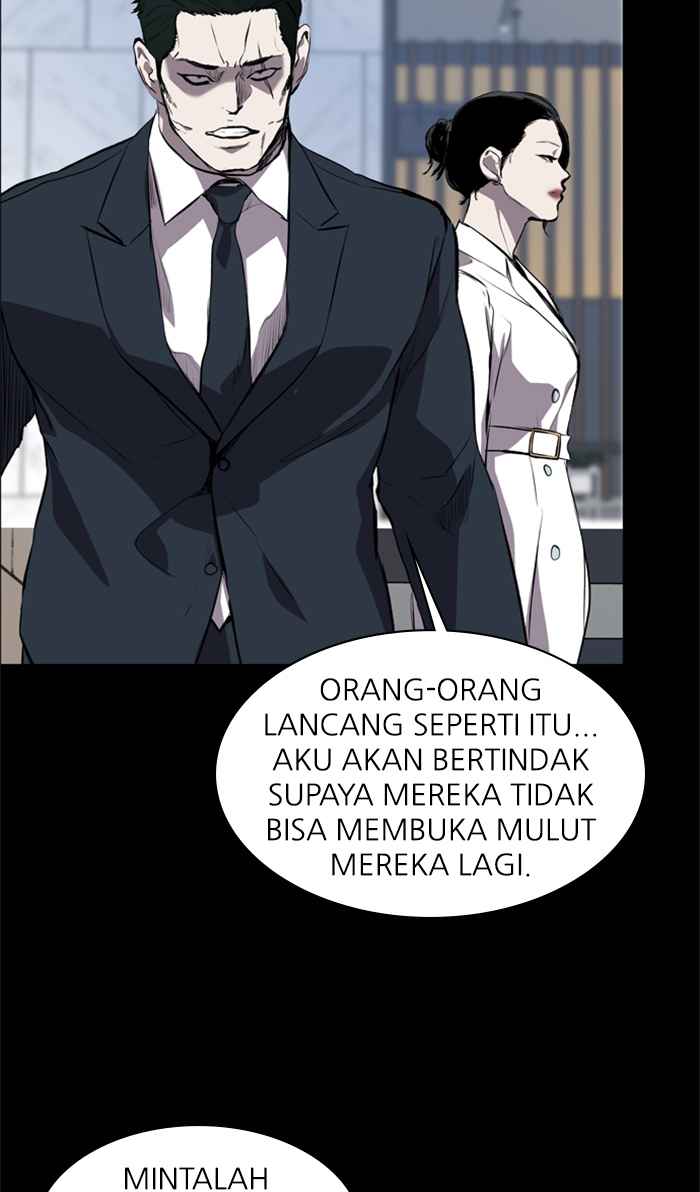 ORANG-ORANG
LANCANG SEPERTI ITU...
AKU AKAN BERTINDAK
SUPAYA MEREKA TIDAK
BISA MEMBUKA MULUT
MEREKA LAGI.
MINTALAH